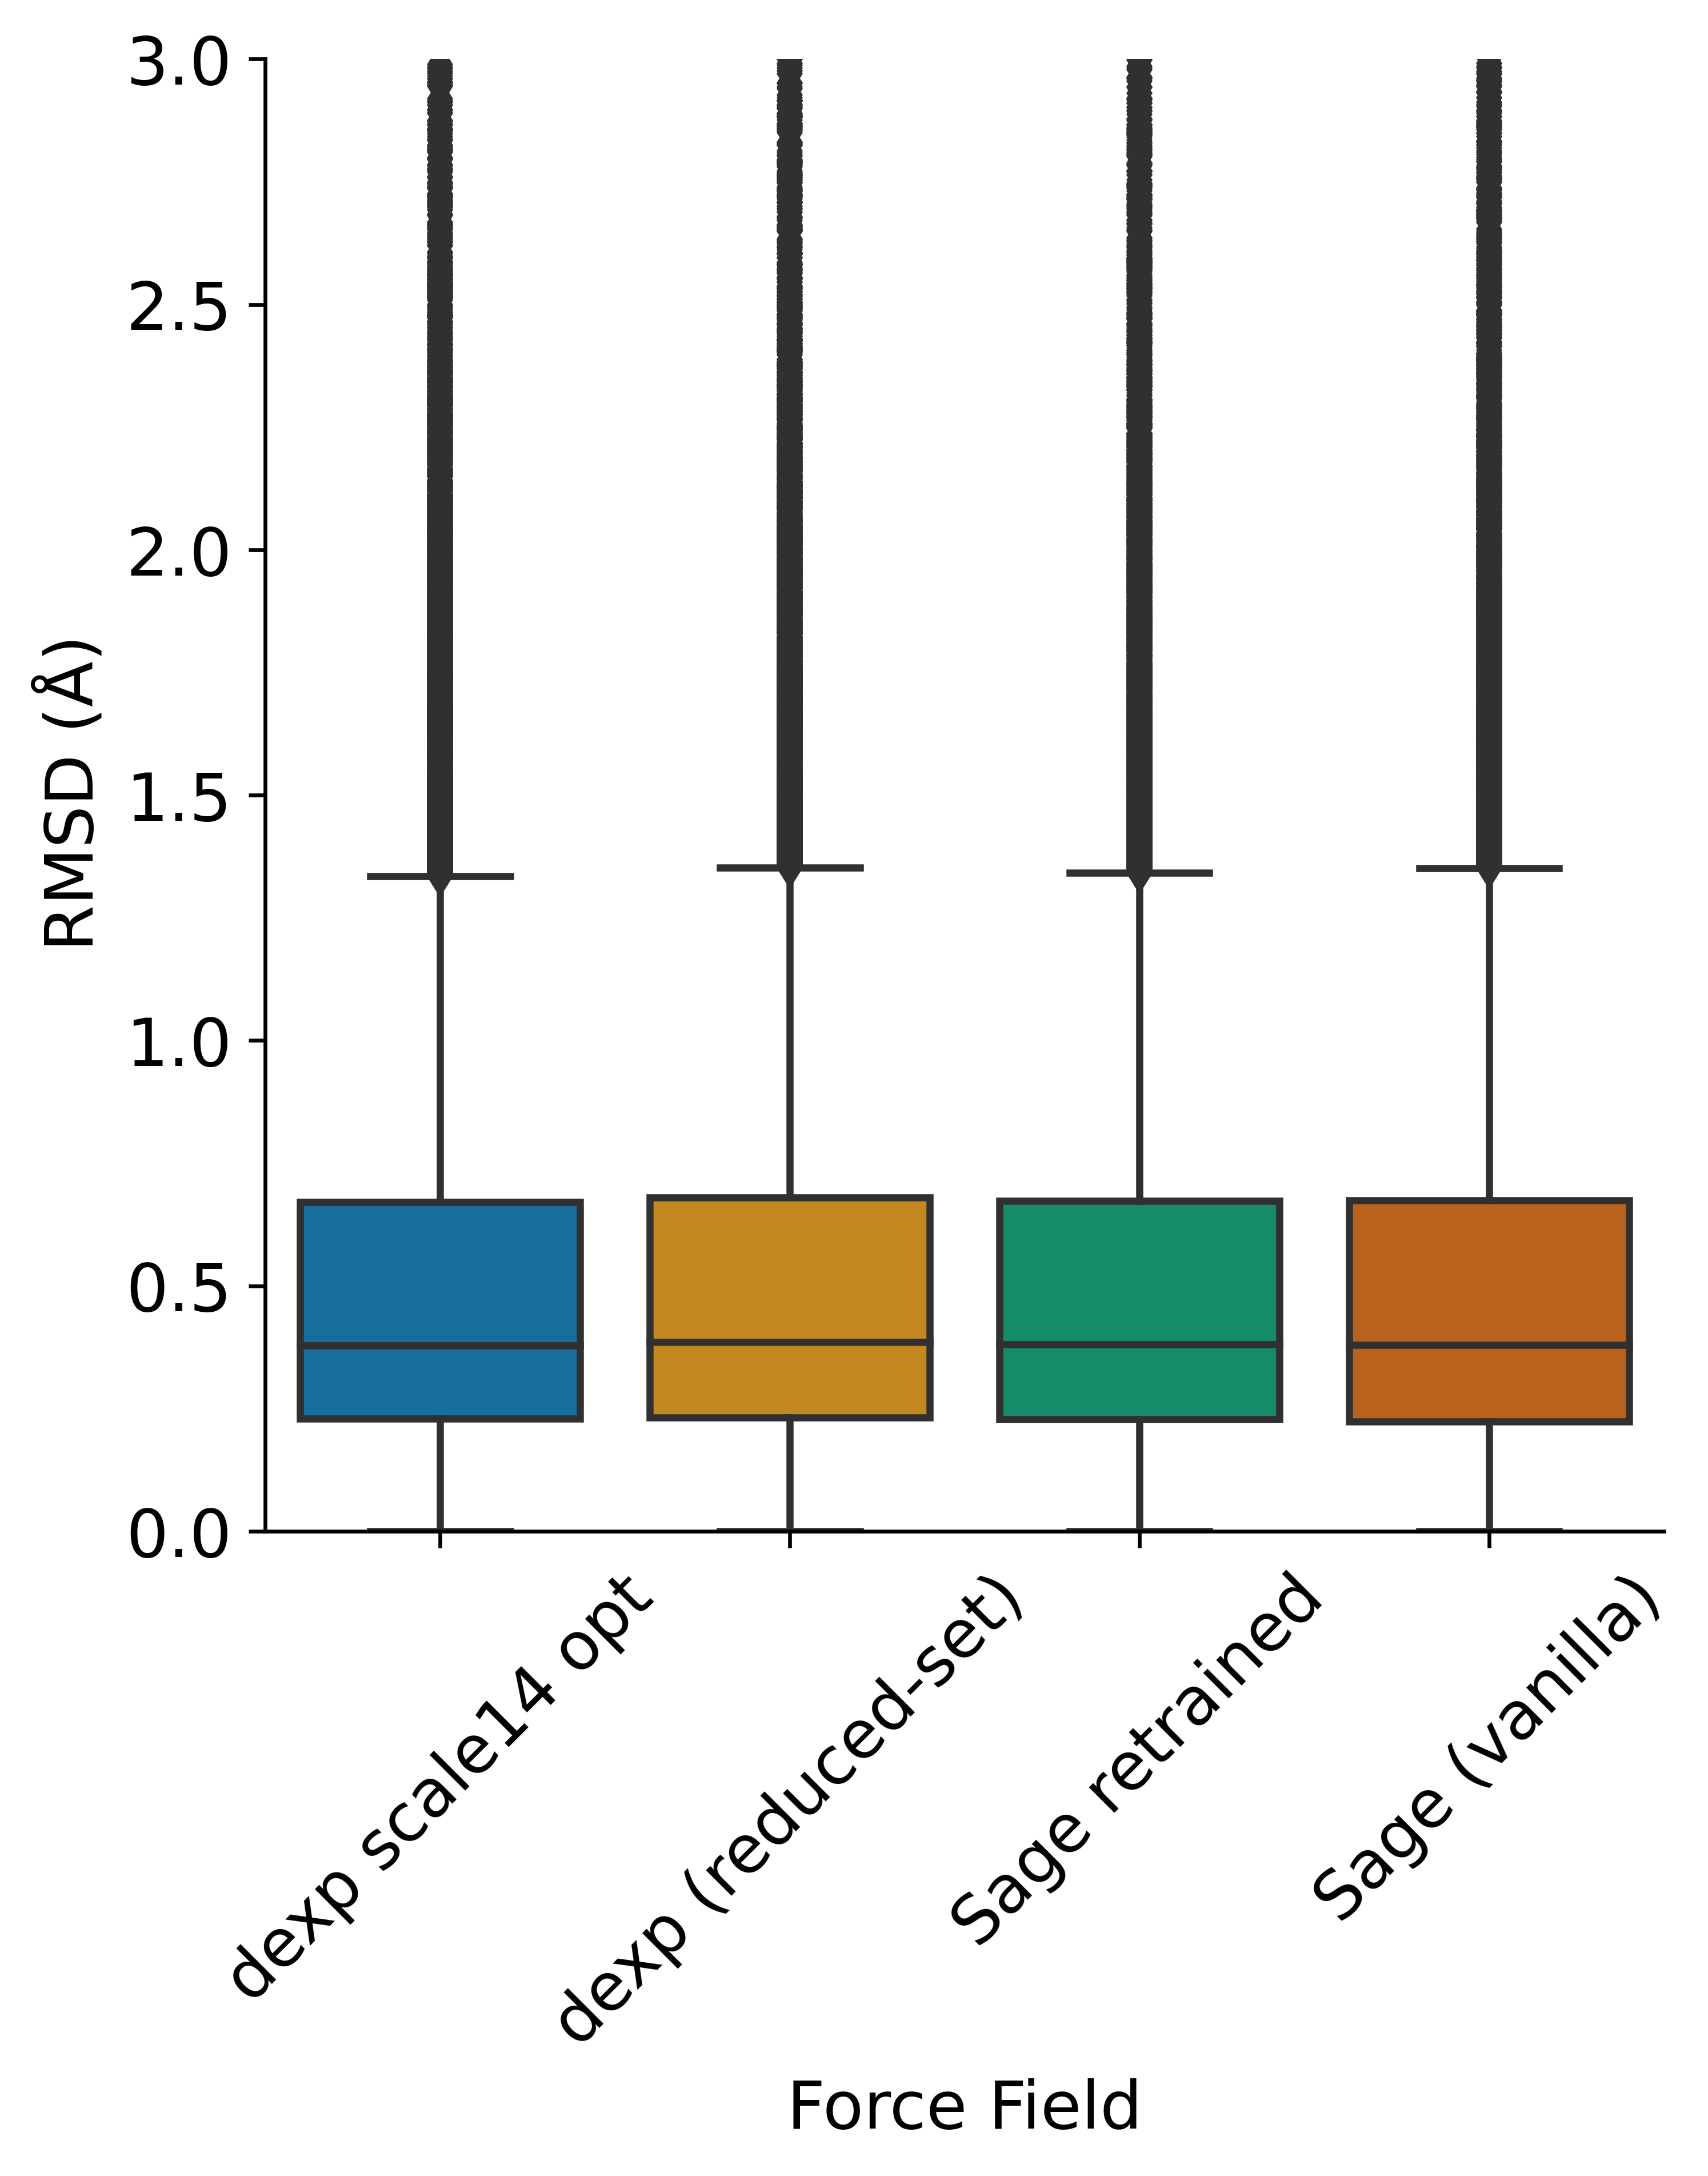 3.0
2.5
2.0
1.5
1.0
0.5
0.0
RMSD (Å)
dexp scale14 opt
dexp (reduced-set)
Sage retrained
Sage (vanilla)
Force Field